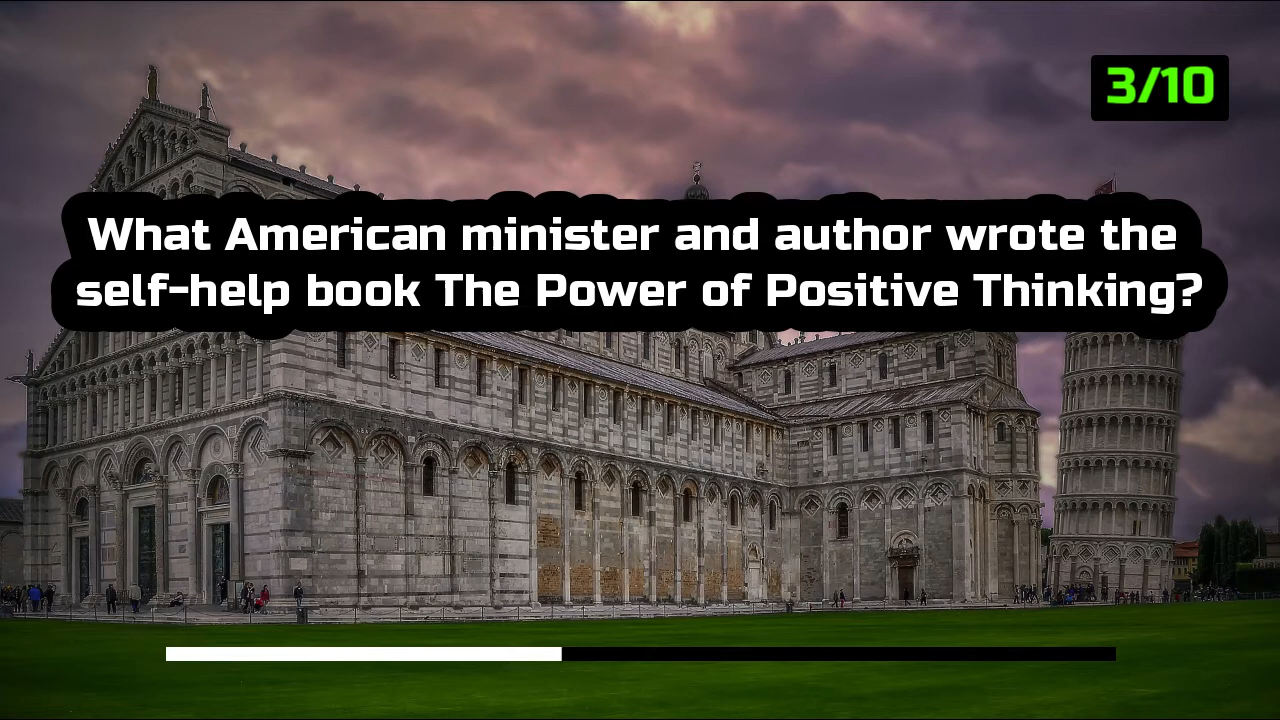 3/10
What American minister and author wrote the
self-help book The Power of Positive Thinking?